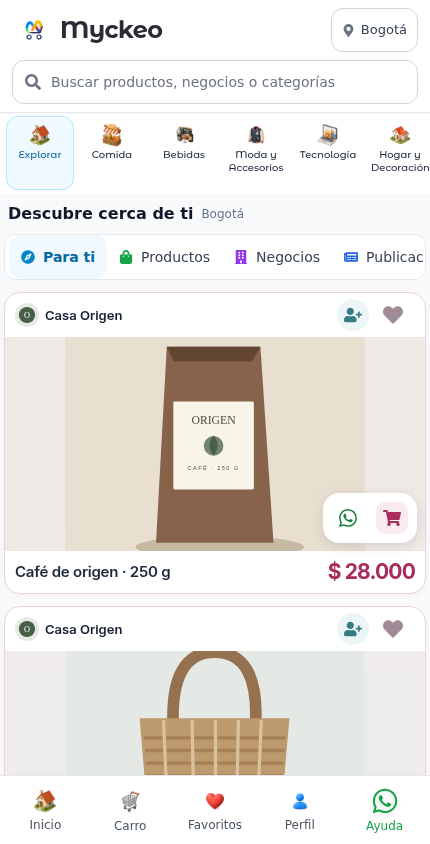 Myckeo
Bogotá
Buscar productos, negocios o categorías
Explorar
Comida
Bebidas
Moda y
Accesorios
Tecnología
Hogar y
Decoración
Descubre cerca de ti Bogotá
Para ti
Productos
Negocios
Publicac
O
Casa Origen
ORIGEN
CAFÉ · 250 G
Café de origen · 250 g
$ 28.000
O
Casa Origen
Inicio
Carro
Favoritos
Perfil
Ayuda